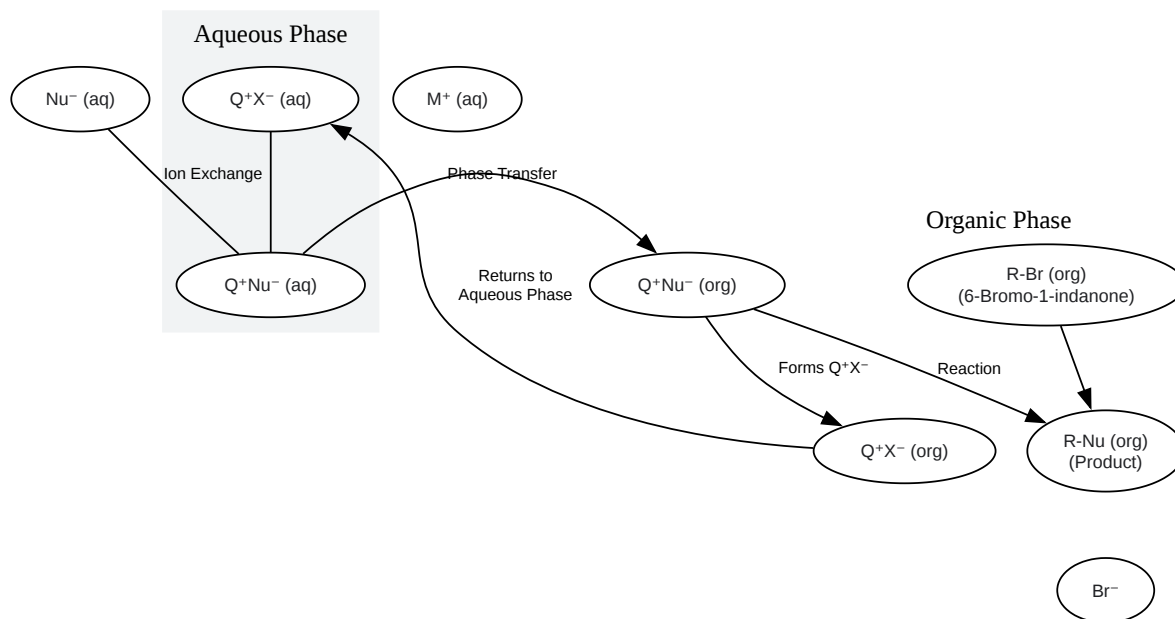 Aqueous Phase
Nu⁻ (aq)
Q⁺X⁻ (aq)
M⁺ (aq)
Ion Exchange
Phase Transfer
Organic Phase
Q⁺Nu⁻ (aq)
Returns to
Aqueous Phase
Q⁺Nu⁻ (org)
R-Br (org)
(6-Bromo-1-indanone)
Forms Q⁺X⁻
Reaction
Q⁺X⁻ (org)
R-Nu (org)
(Product)
Br⁻